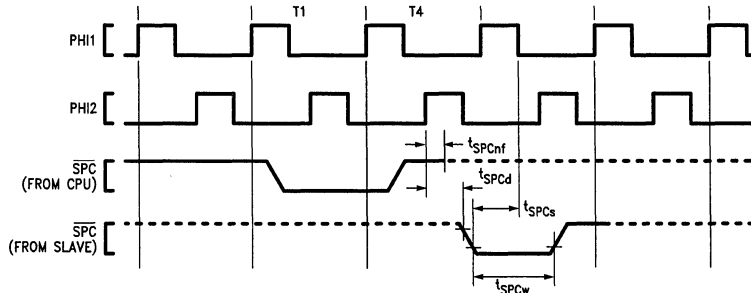 T1 T4
PHI1
PHI2
tSPCnf
SPC
(FROM CPU)
tSPCd
tSPCs
SPC
(FROM SLAVE)
tSPCw